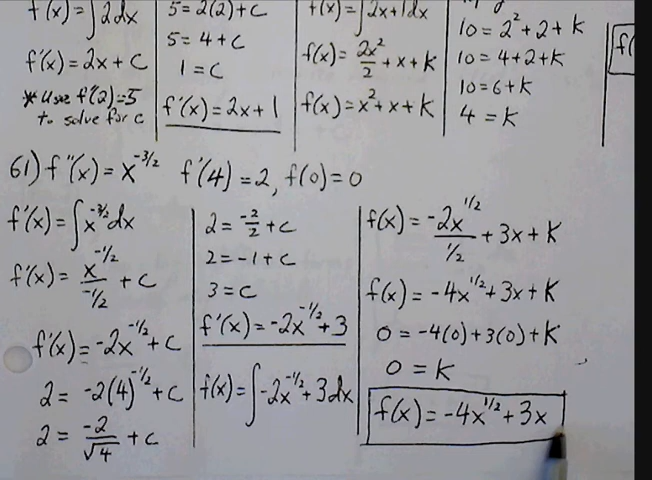 f'(x) = ∫2dx
f'(x) = 2x + C
* use f'(2)=5
to solve for c
5 = 2(2) + c
5 = 4 + c
1 = c
f'(x) = 2x + 1
f(x) = ∫2x+1dx
f(x) = 2x²/2 + x + K
f(x) = x² + x + K
10 = 2² + 2 + K
10 = 4 + 2 + K
10 = 6 + K
4 = K
61) f''(x) = x^(-3/2) f'(4) = 2, f(0) = 0
f'(x) = ∫x^(-3/2) dx
f'(x) = x^(-1/2)/(-1/2) + C
f'(x) = -2x^(-1/2) + C
2 = -2(4)^(-1/2) + C
2 = -2/√4 + C
2 = -2/2 + c
2 = -1 + c
3 = c
f'(x) = -2x^(-1/2) + 3
f(x) = ∫-2x^(-1/2) + 3dx
f(x) = -2x^(1/2)/(1/2) + 3x + K
f(x) = -4x^(1/2) + 3x + K
0 = -4(0) + 3(0) + K
0 = K
f(x) = -4x^(1/2) + 3x